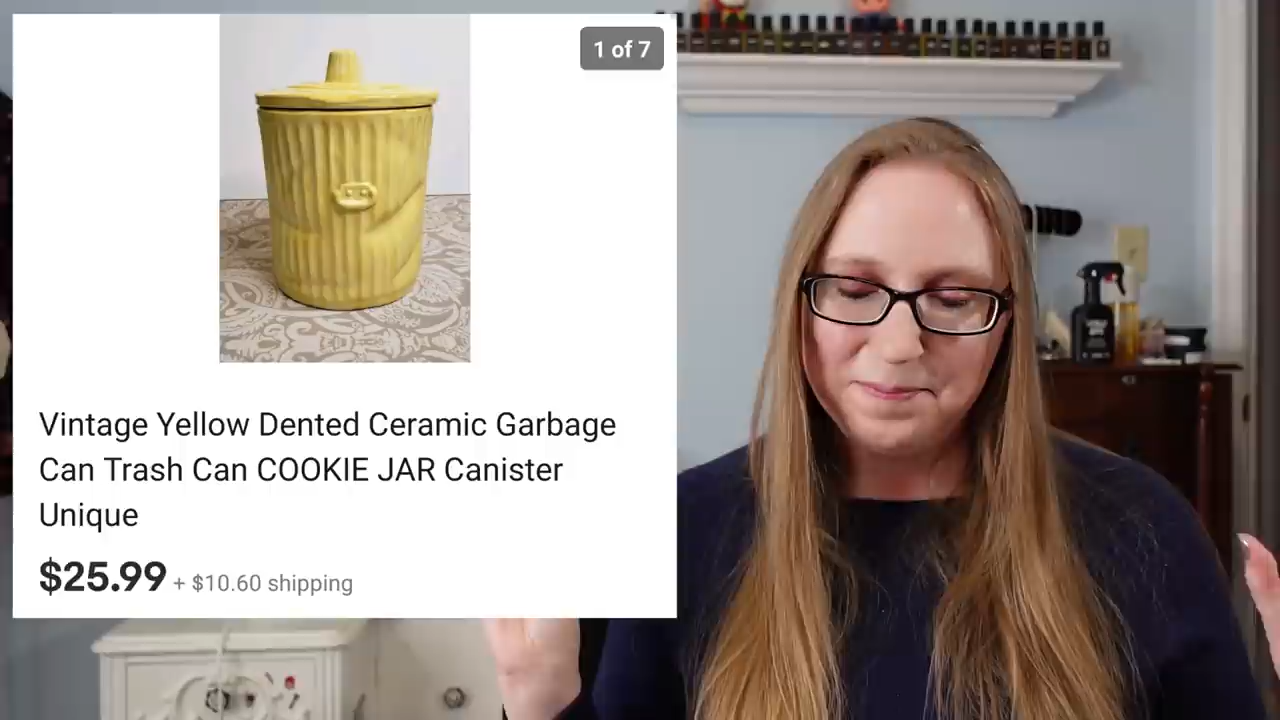 1 of 7
Vintage Yellow Dented Ceramic Garbage
Can Trash Can COOKIE JAR Canister
Unique
$25.99 + $10.60 shipping